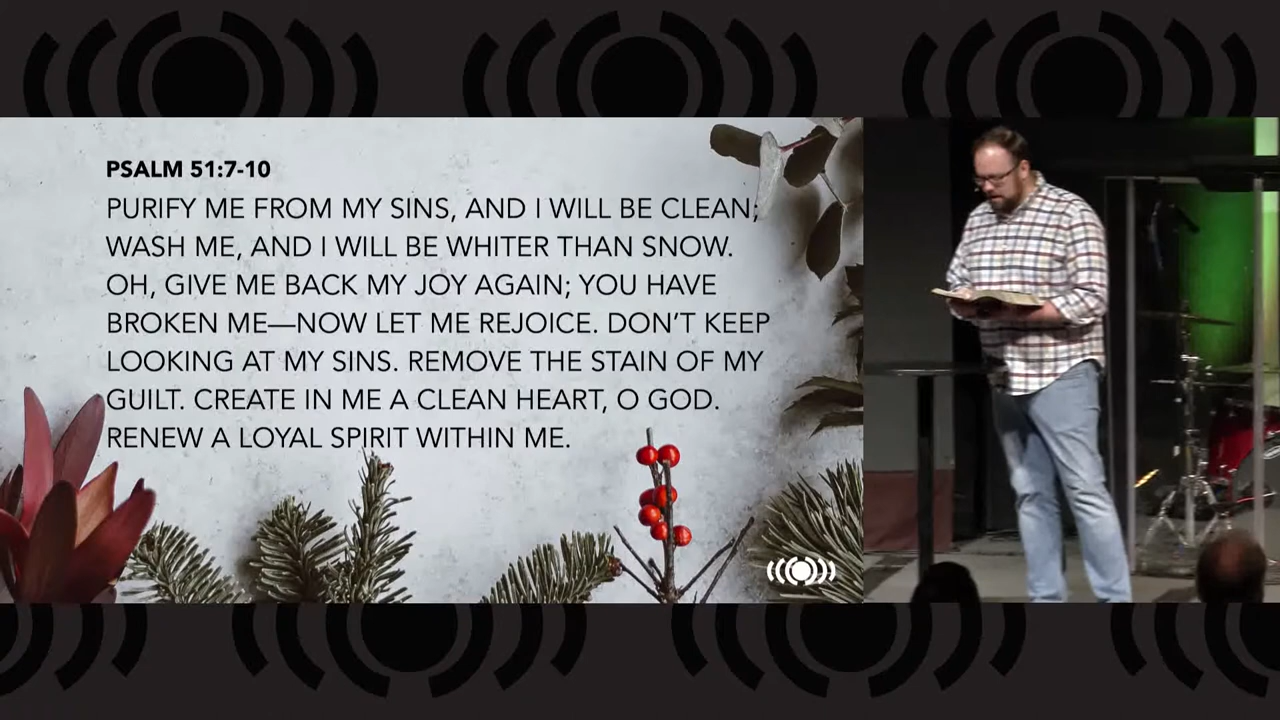 PSALM 51:7-10
PURIFY ME FROM MY SINS, AND I WILL BE CLEAN;
WASH ME, AND I WILL BE WHITER THAN SNOW.
OH, GIVE ME BACK MY JOY AGAIN; YOU HAVE
BROKEN ME—NOW LET ME REJOICE. DON’T KEEP
LOOKING AT MY SINS. REMOVE THE STAIN OF MY
GUILT. CREATE IN ME A CLEAN HEART, O GOD.
RENEW A LOYAL SPIRIT WITHIN ME.